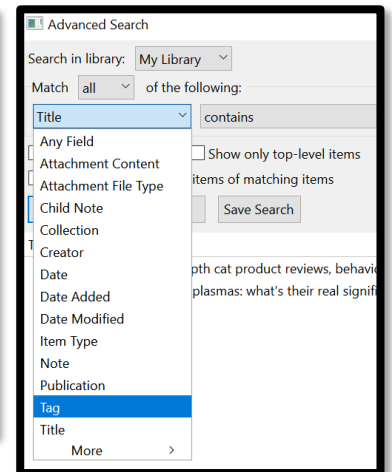 Advanced Search
Search in library: My Library
Match all of the following:
Title contains
Any Field
Attachment Content Show only top-level items
Attachment File Type items of matching items
Child Note
Collection Save Search
Creator
Date pth cat product reviews, behavi
Date Added plasmas: what's their real signifi
Date Modified
Item Type
Note
Publication
Tag
Title
More >